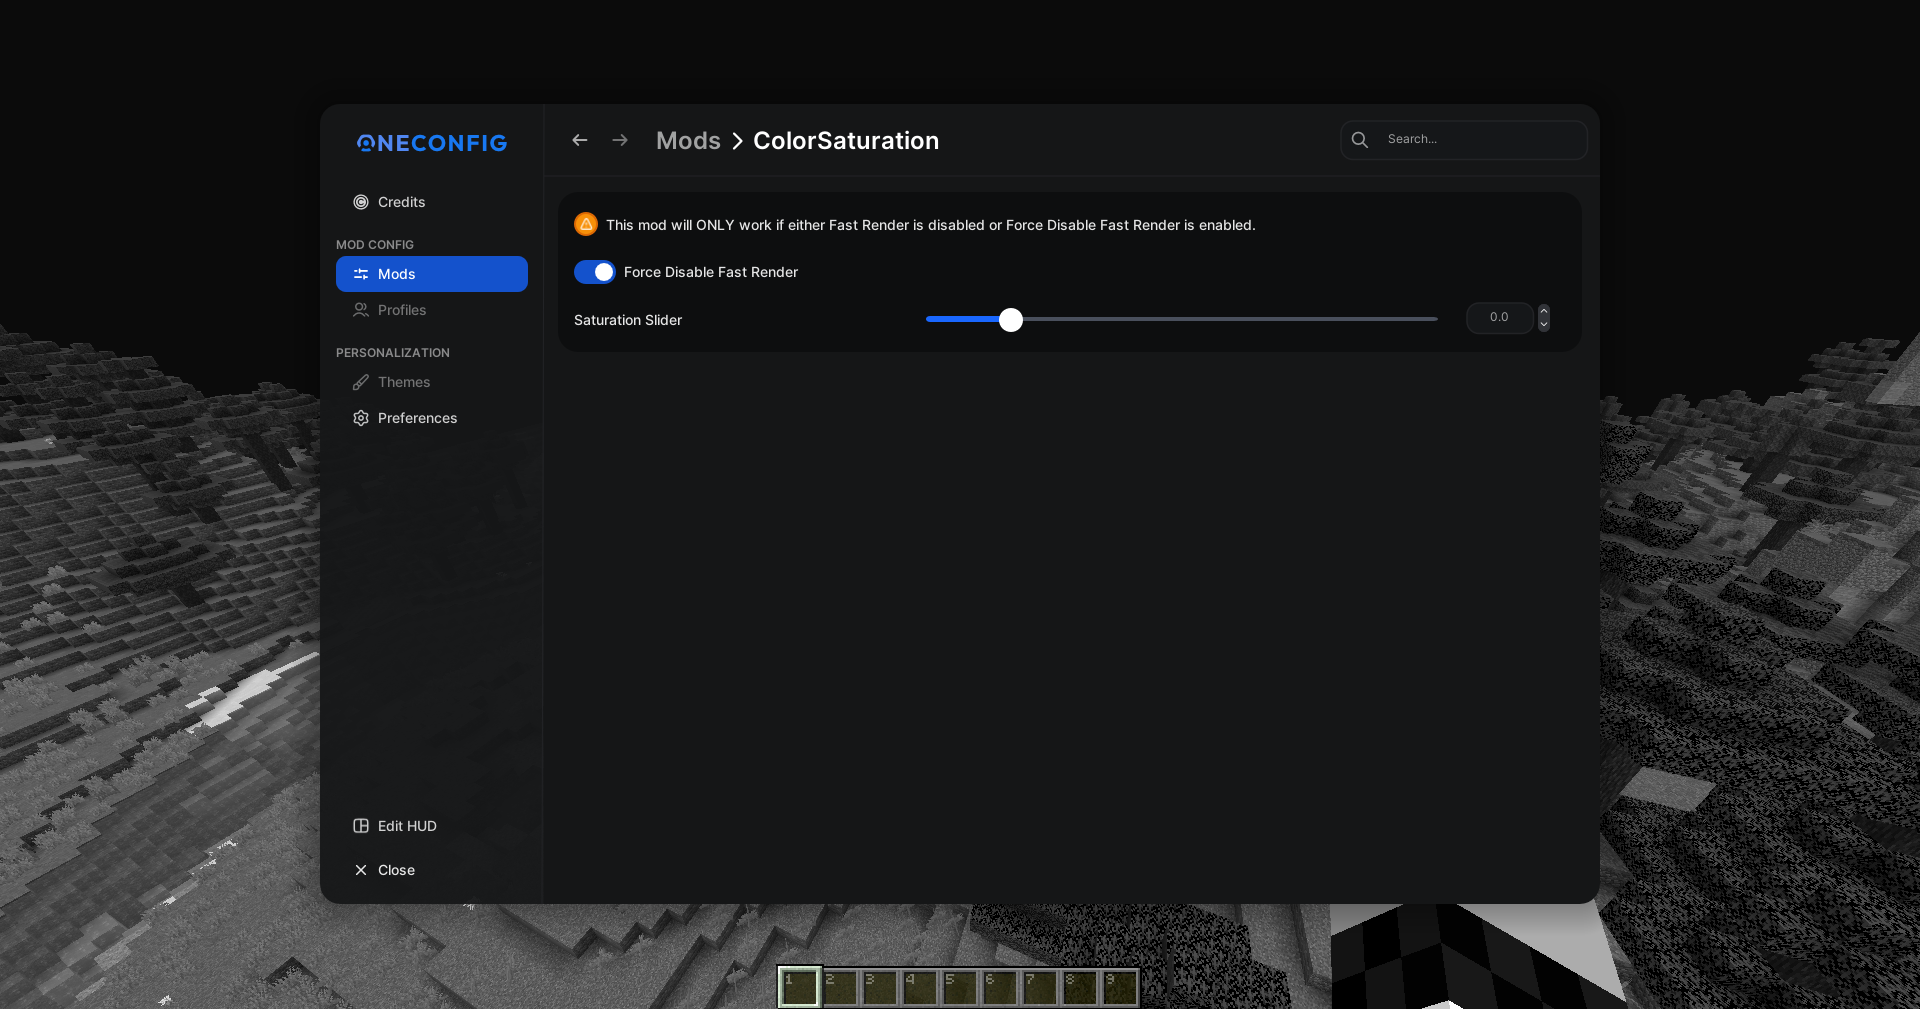 ONECONFIG
Mods > ColorSaturation
Search...
Credits
MOD CONFIG
Mods
Profiles
PERSONALIZATION
Themes
Preferences
Edit HUD
Close
This mod will ONLY work if either Fast Render is disabled or Force Disable Fast Render is enabled.
Force Disable Fast Render
Saturation Slider
0.0
1 2 3 4 5 6 7 8 9